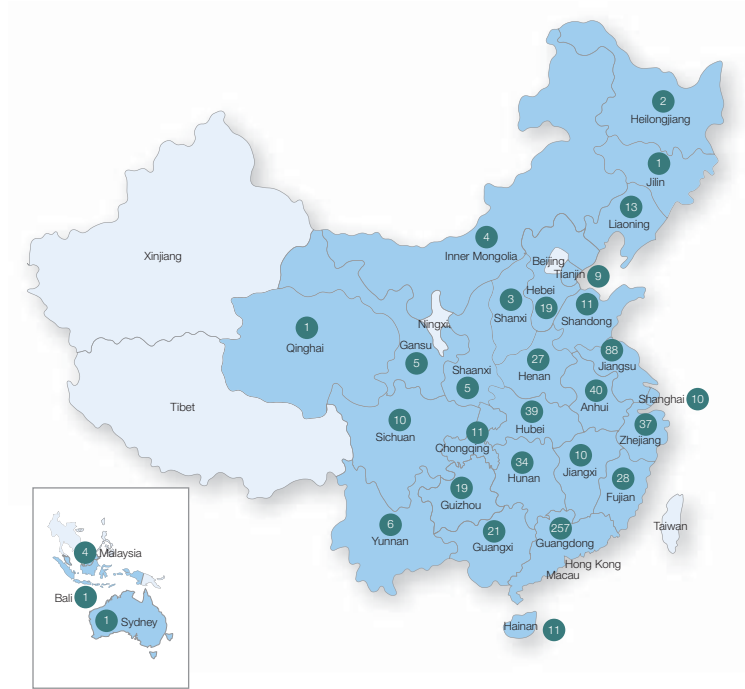 2
Heilongjiang
1
Jilin
13
Liaoning
4
Inner Mongolia
Beijing
Tianjin 9
Hebei
19
3
Shanxi
11
Shandong
Xinjiang
1
Qinghai
Ningxia
Gansu
5
Shaanxi
5
27
Henan
88
Jiangsu
40
Anhui
Shanghai 10
Tibet
10
Sichuan
11
Chongqing
39
Hubei
37
Zhejiang
34
Hunan
10
Jiangxi
28
Fujian
19
Guizhou
6
Yunnan
21
Guangxi
257
Guangdong
Taiwan
Hong Kong
Macau
Hainan 11
4 Malaysia
Bali 1
1 Sydney